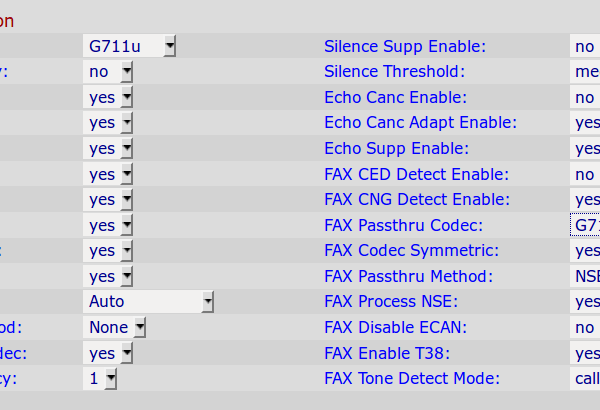 on
G711u Silence Supp Enable: no
y: no Silence Threshold: me
yes Echo Canc Enable: no
yes Echo Canc Adapt Enable: yes
yes Echo Supp Enable: yes
yes FAX CED Detect Enable: no
yes FAX CNG Detect Enable: yes
yes FAX Passthru Codec: G71
: yes FAX Codec Symmetric: yes
yes FAX Passthru Method: NSE
Auto FAX Process NSE: yes
od: None FAX Disable ECAN: no
dec: yes FAX Enable T38: yes
cy: 1 FAX Tone Detect Mode: call